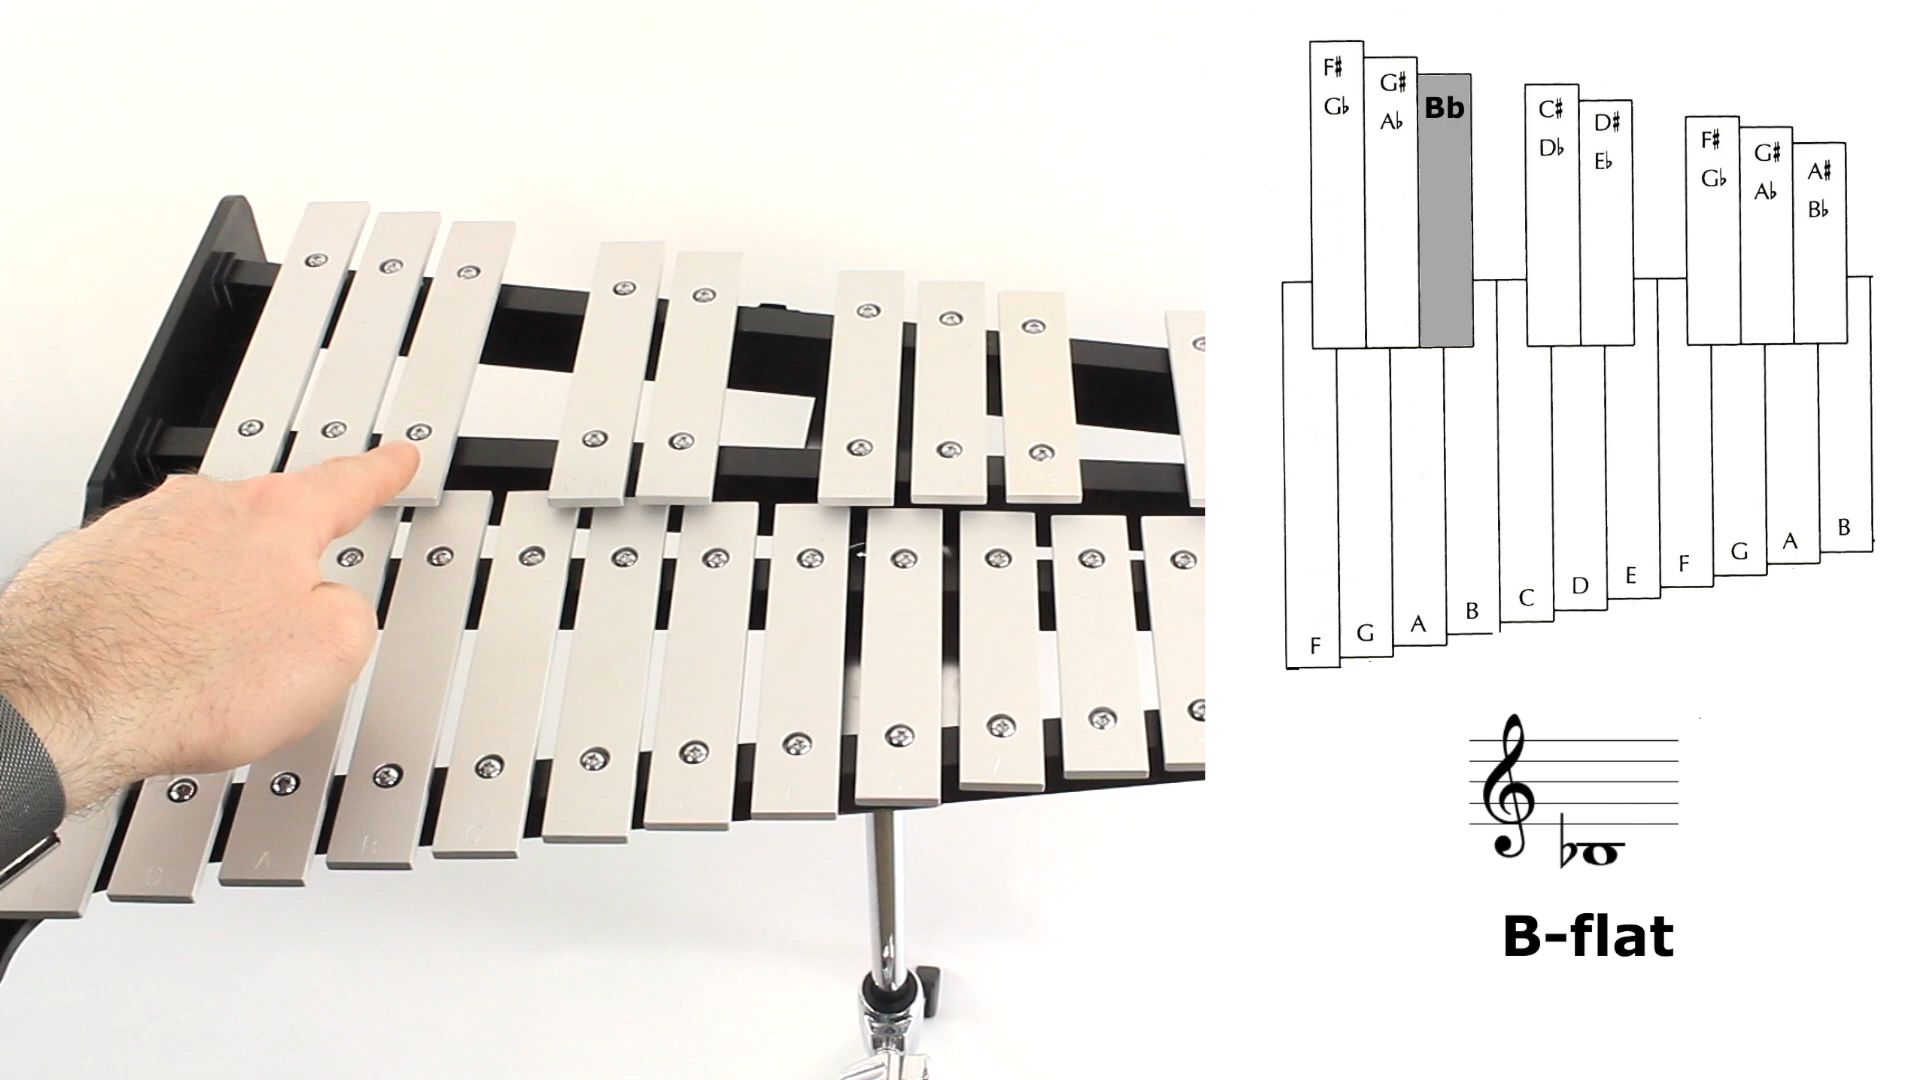 F♯
G♭
G♯
A♭
Bb
C♯
D♭
D♯
E♭
F♯
G♭
G♯
A♭
A♯
B♭
F
G
A
B
C
D
E
F
G
A
B
B-flat
G
A
B
C